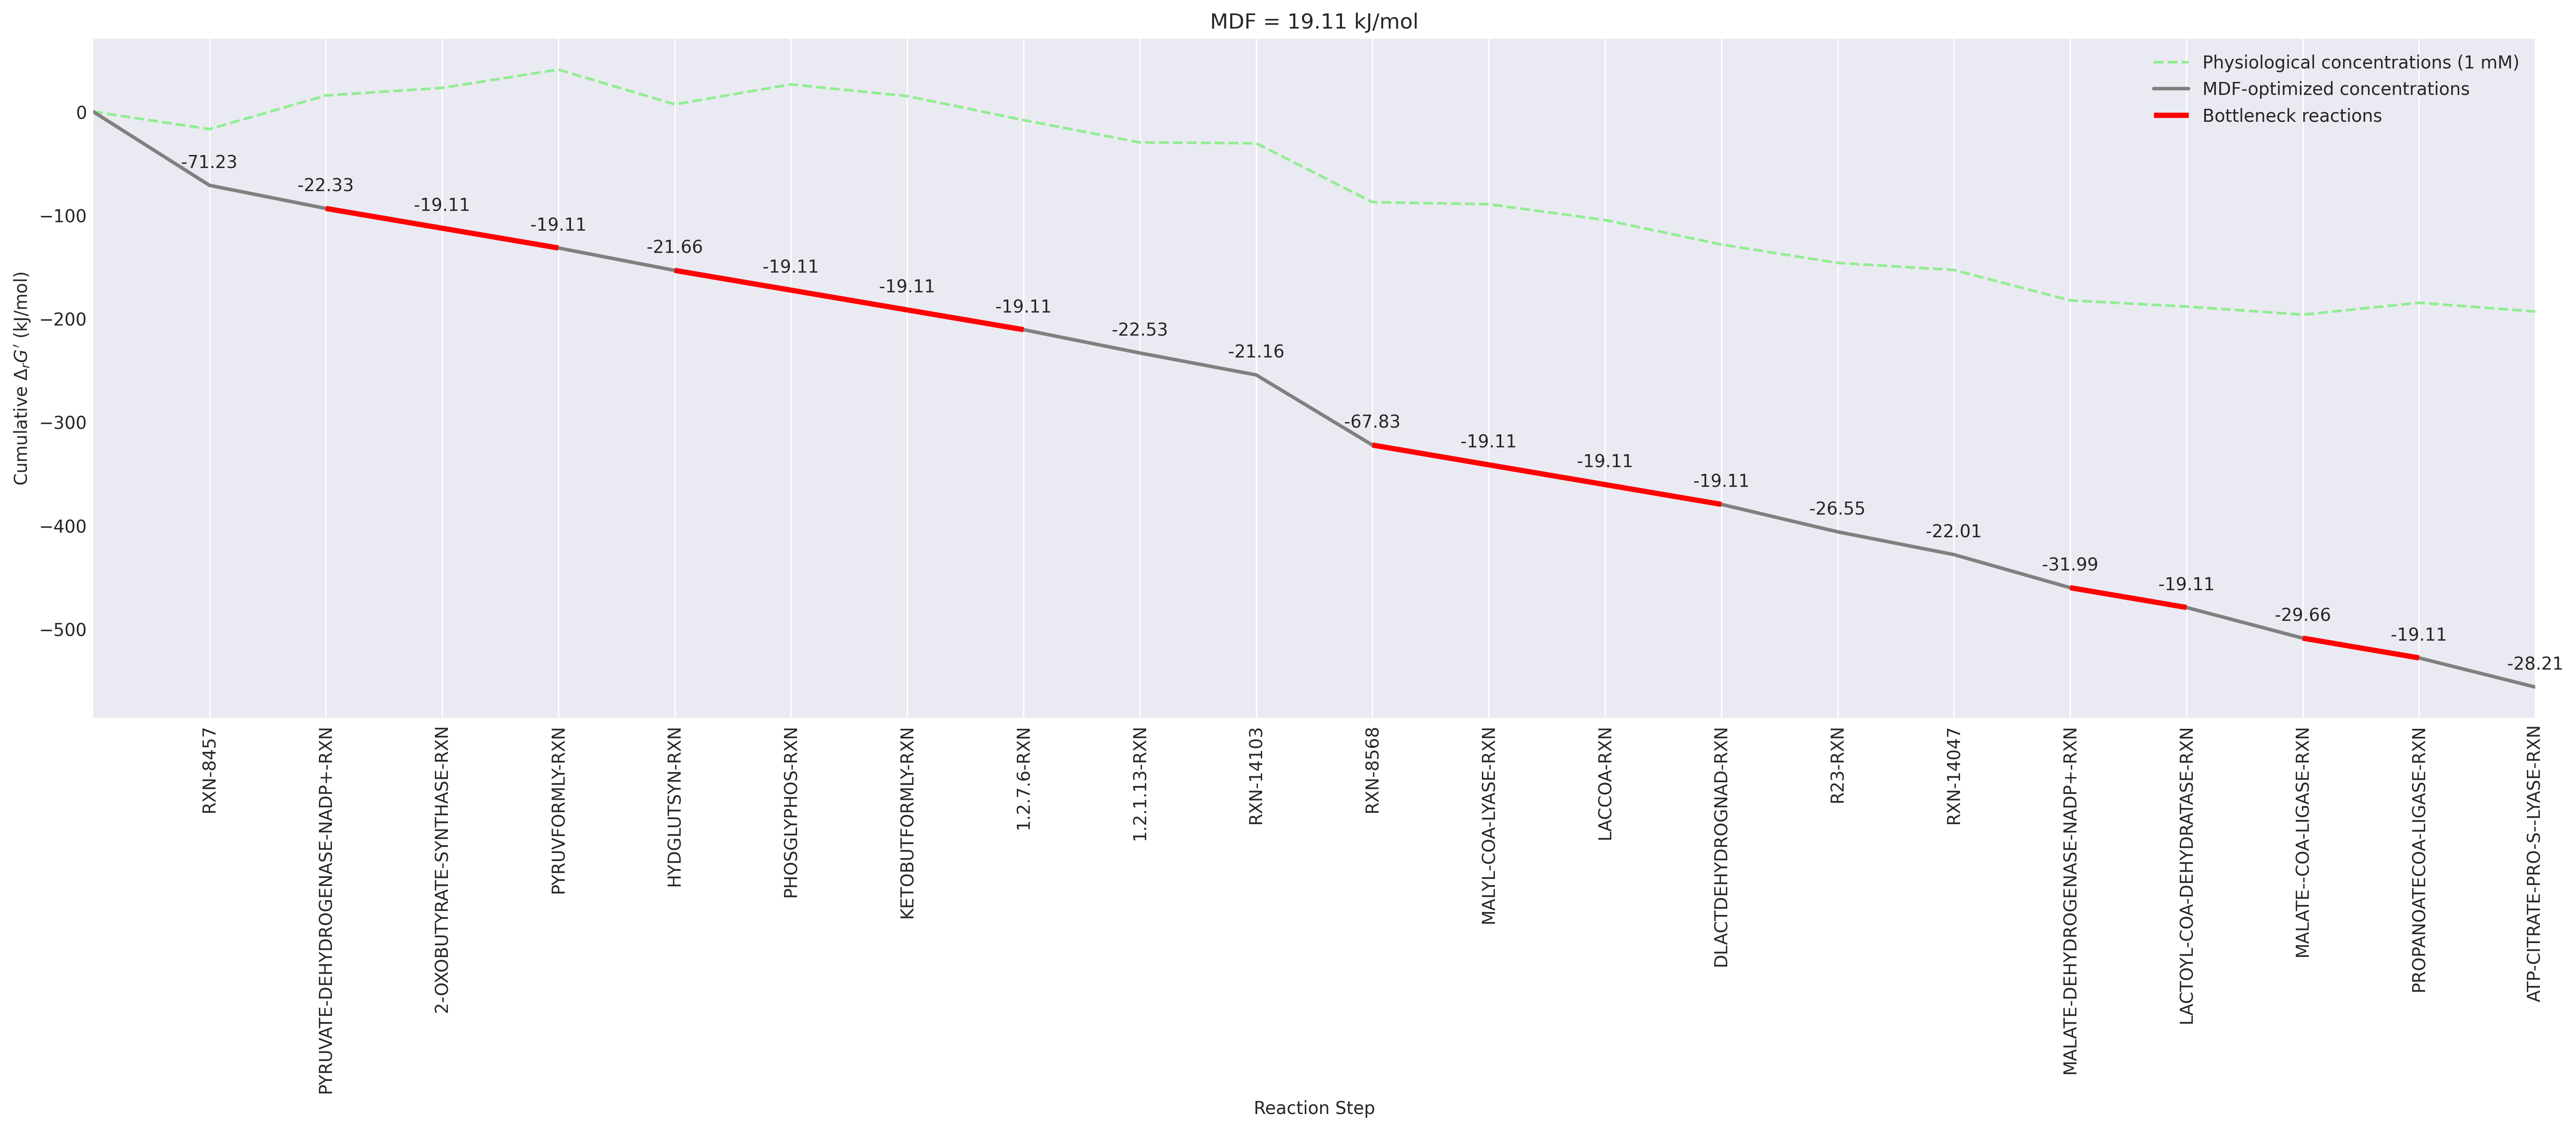 MDF = 19.11 kJ/mol
Physiological concentrations (1 mM)
MDF-optimized concentrations
Bottleneck reactions
Cumulative ΔrG′ (kJ/mol)
0
−100
−200
−300
−400
−500
-71.23
-22.33
-19.11
-19.11
-21.66
-19.11
-19.11
-19.11
-22.53
-21.16
-67.83
-19.11
-19.11
-19.11
-26.55
-22.01
-31.99
-19.11
-29.66
-19.11
-28.21
RXN-8457
PYRUVATE-DEHYDROGENASE-NADP+-RXN
2-OXOBUTYRATE-SYNTHASE-RXN
PYRUVFORMLY-RXN
HYDGLUTSYN-RXN
PHOSGLYPHOS-RXN
KETOBUTFORMLY-RXN
1.2.7.6-RXN
1.2.1.13-RXN
RXN-14103
RXN-8568
MALYL-COA-LYASE-RXN
LACCOA-RXN
DLACTDEHYDROGNAD-RXN
R23-RXN
RXN-14047
MALATE-DEHYDROGENASE-NADP+-RXN
LACTOYL-COA-DEHYDRATASE-RXN
MALATE--COA-LIGASE-RXN
PROPANOATECOA-LIGASE-RXN
ATP-CITRATE-PRO-S--LYASE-RXN
Reaction Step